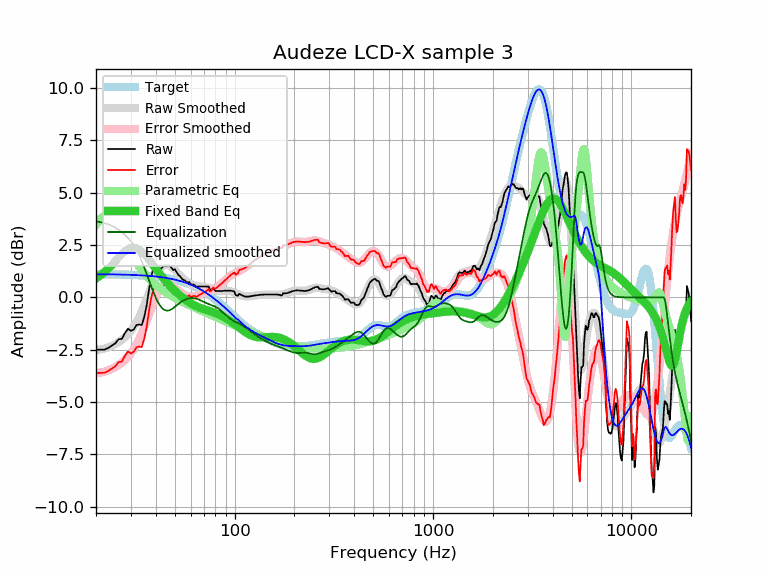 Audeze LCD-X sample 3
10.0
7.5
5.0
2.5
0.0
−2.5
−5.0
−7.5
−10.0
Amplitude (dBr)
Target
Raw Smoothed
Error Smoothed
Raw
Error
Parametric Eq
Fixed Band Eq
Equalization
Equalized smoothed
100
1000
10000
Frequency (Hz)